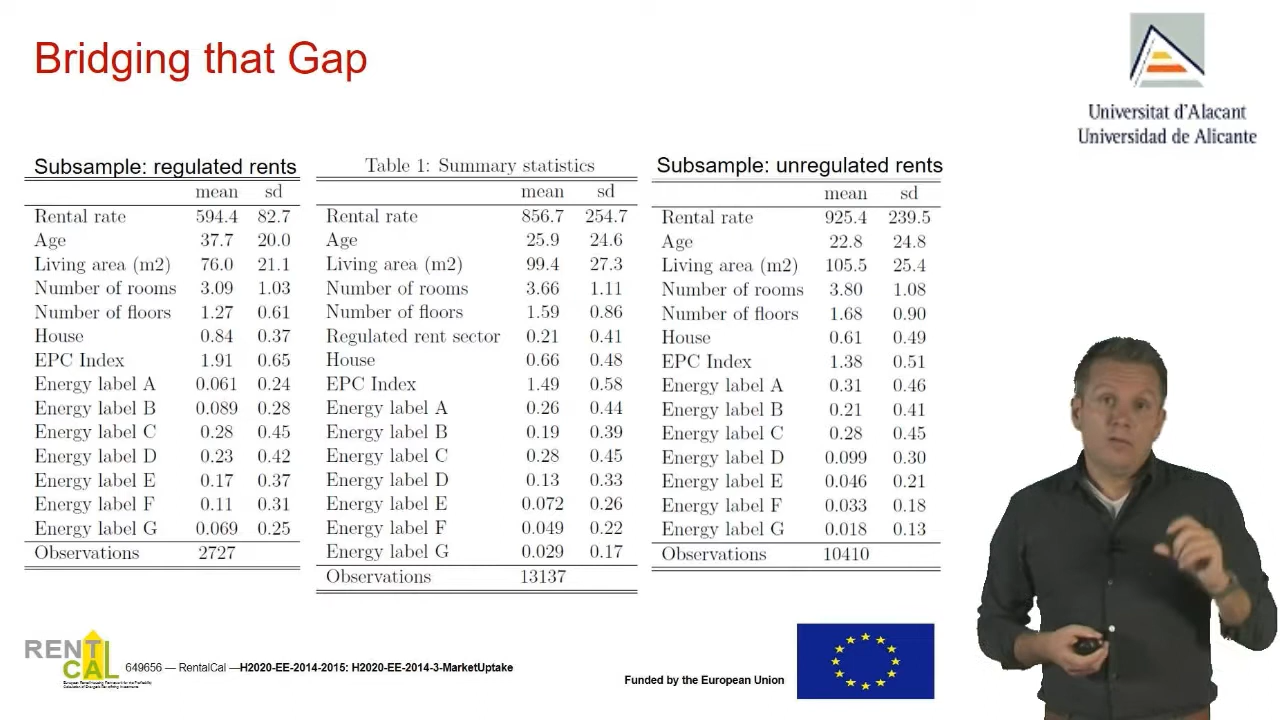 Bridging that Gap
Universitat d'Alacant
Universidad de Alicante
Subsample: regulated rents
mean sd
Rental rate 594.4 82.7
Age 37.7 20.0
Living area (m2) 76.0 21.1
Number of rooms 3.09 1.03
Number of floors 1.27 0.61
House 0.84 0.37
EPC Index 1.91 0.65
Energy label A 0.061 0.24
Energy label B 0.089 0.28
Energy label C 0.28 0.45
Energy label D 0.23 0.42
Energy label E 0.17 0.37
Energy label F 0.11 0.31
Energy label G 0.069 0.25
Observations 2727
Table 1: Summary statistics
mean sd
Rental rate 856.7 254.7
Age 25.9 24.6
Living area (m2) 99.4 27.3
Number of rooms 3.66 1.11
Number of floors 1.59 0.86
Regulated rent sector 0.21 0.41
House 0.66 0.48
EPC Index 1.49 0.58
Energy label A 0.26 0.44
Energy label B 0.19 0.39
Energy label C 0.28 0.45
Energy label D 0.13 0.33
Energy label E 0.072 0.26
Energy label F 0.049 0.22
Energy label G 0.029 0.17
Observations 13137
Subsample: unregulated rents
mean sd
Rental rate 925.4 239.5
Age 22.8 24.8
Living area (m2) 105.5 25.4
Number of rooms 3.80 1.08
Number of floors 1.68 0.90
House 0.61 0.49
EPC Index 1.38 0.51
Energy label A 0.31 0.46
Energy label B 0.21 0.41
Energy label C 0.28 0.45
Energy label D 0.099 0.30
Energy label E 0.046 0.21
Energy label F 0.033 0.18
Energy label G 0.018 0.13
Observations 10410
RENT
CAL
649656 — RentalCal —H2020-EE-2014-2015: H2020-EE-2014-3-MarketUptake
Funded by the European Union